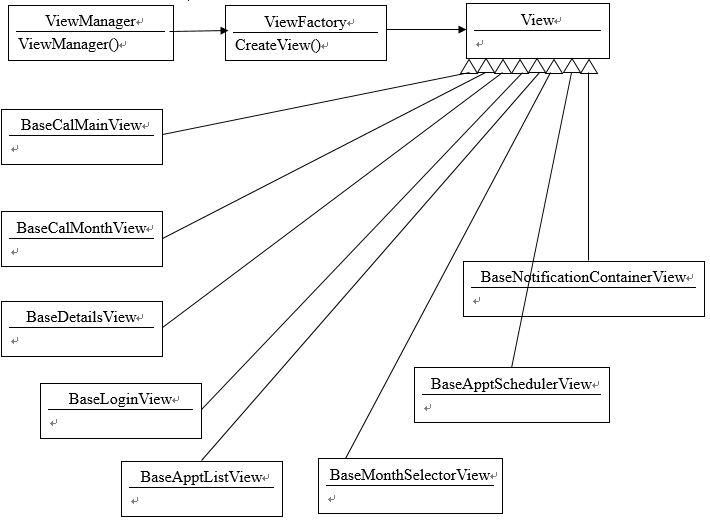 ViewManager↵
ViewManager()↵
ViewFactory↵
CreateView()↵
View↵
↵
BaseCalMainView↵
↵
BaseCalMonthView↵
↵
BaseNotificationContainerView↵
↵
BaseDetailsView↵
↵
BaseApptSchedulerView↵
↵
BaseLoginView↵
↵
BaseApptListView↵
↵
BaseMonthSelectorView↵
↵